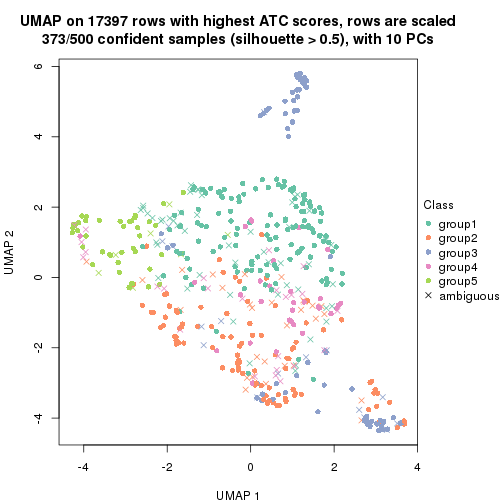 UMAP on 17397 rows with highest ATC scores, rows are scaled
373/500 confident samples (silhouette > 0.5), with 10 PCs
6
4
2
0
-2
-4
UMAP 2
-4
-2
0
2
4
UMAP 1
Class
group1
group2
group3
group4
group5
ambiguous